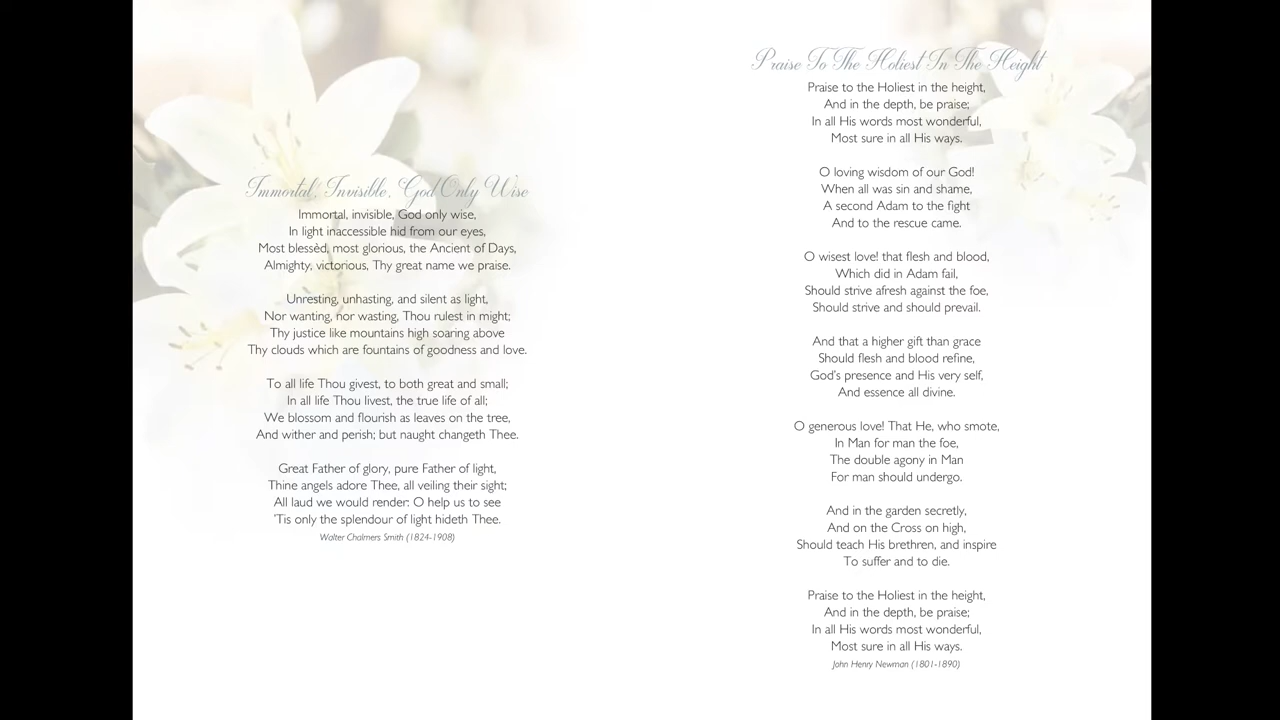 Immortal, Invisible, God Only Wise
Immortal, invisible, God only wise,
In light inaccessible hid from our eyes,
Most blessèd, most glorious, the Ancient of Days,
Almighty, victorious, Thy great name we praise.
Unresting, unhasting, and silent as light,
Nor wanting, nor wasting, Thou rulest in might;
Thy justice like mountains high soaring above
Thy clouds which are fountains of goodness and love.
To all life Thou givest, to both great and small;
In all life Thou livest, the true life of all;
We blossom and flourish as leaves on the tree,
And wither and perish; but naught changeth Thee.
Great Father of glory, pure Father of light,
Thine angels adore Thee, all veiling their sight;
All laud we would render: O help us to see
'Tis only the splendour of light hideth Thee.
Walter Chalmers Smith (1824-1908)
Praise To The Holiest In The Height
Praise to the Holiest in the height,
And in the depth, be praise;
In all His words most wonderful,
Most sure in all His ways.
O loving wisdom of our God!
When all was sin and shame,
A second Adam to the fight
And to the rescue came.
O wisest love! that flesh and blood,
Which did in Adam fail,
Should strive afresh against the foe,
Should strive and should prevail.
And that a higher gift than grace
Should flesh and blood refine,
God's presence and His very self,
And essence all divine.
O generous love! That He, who smote,
In Man for man the foe,
The double agony in Man
For man should undergo.
And in the garden secretly,
And on the Cross on high,
Should teach His brethren, and inspire
To suffer and to die.
Praise to the Holiest in the height,
And in the depth, be praise;
In all His words most wonderful,
Most sure in all His ways.
John Henry Newman (1801-1890)